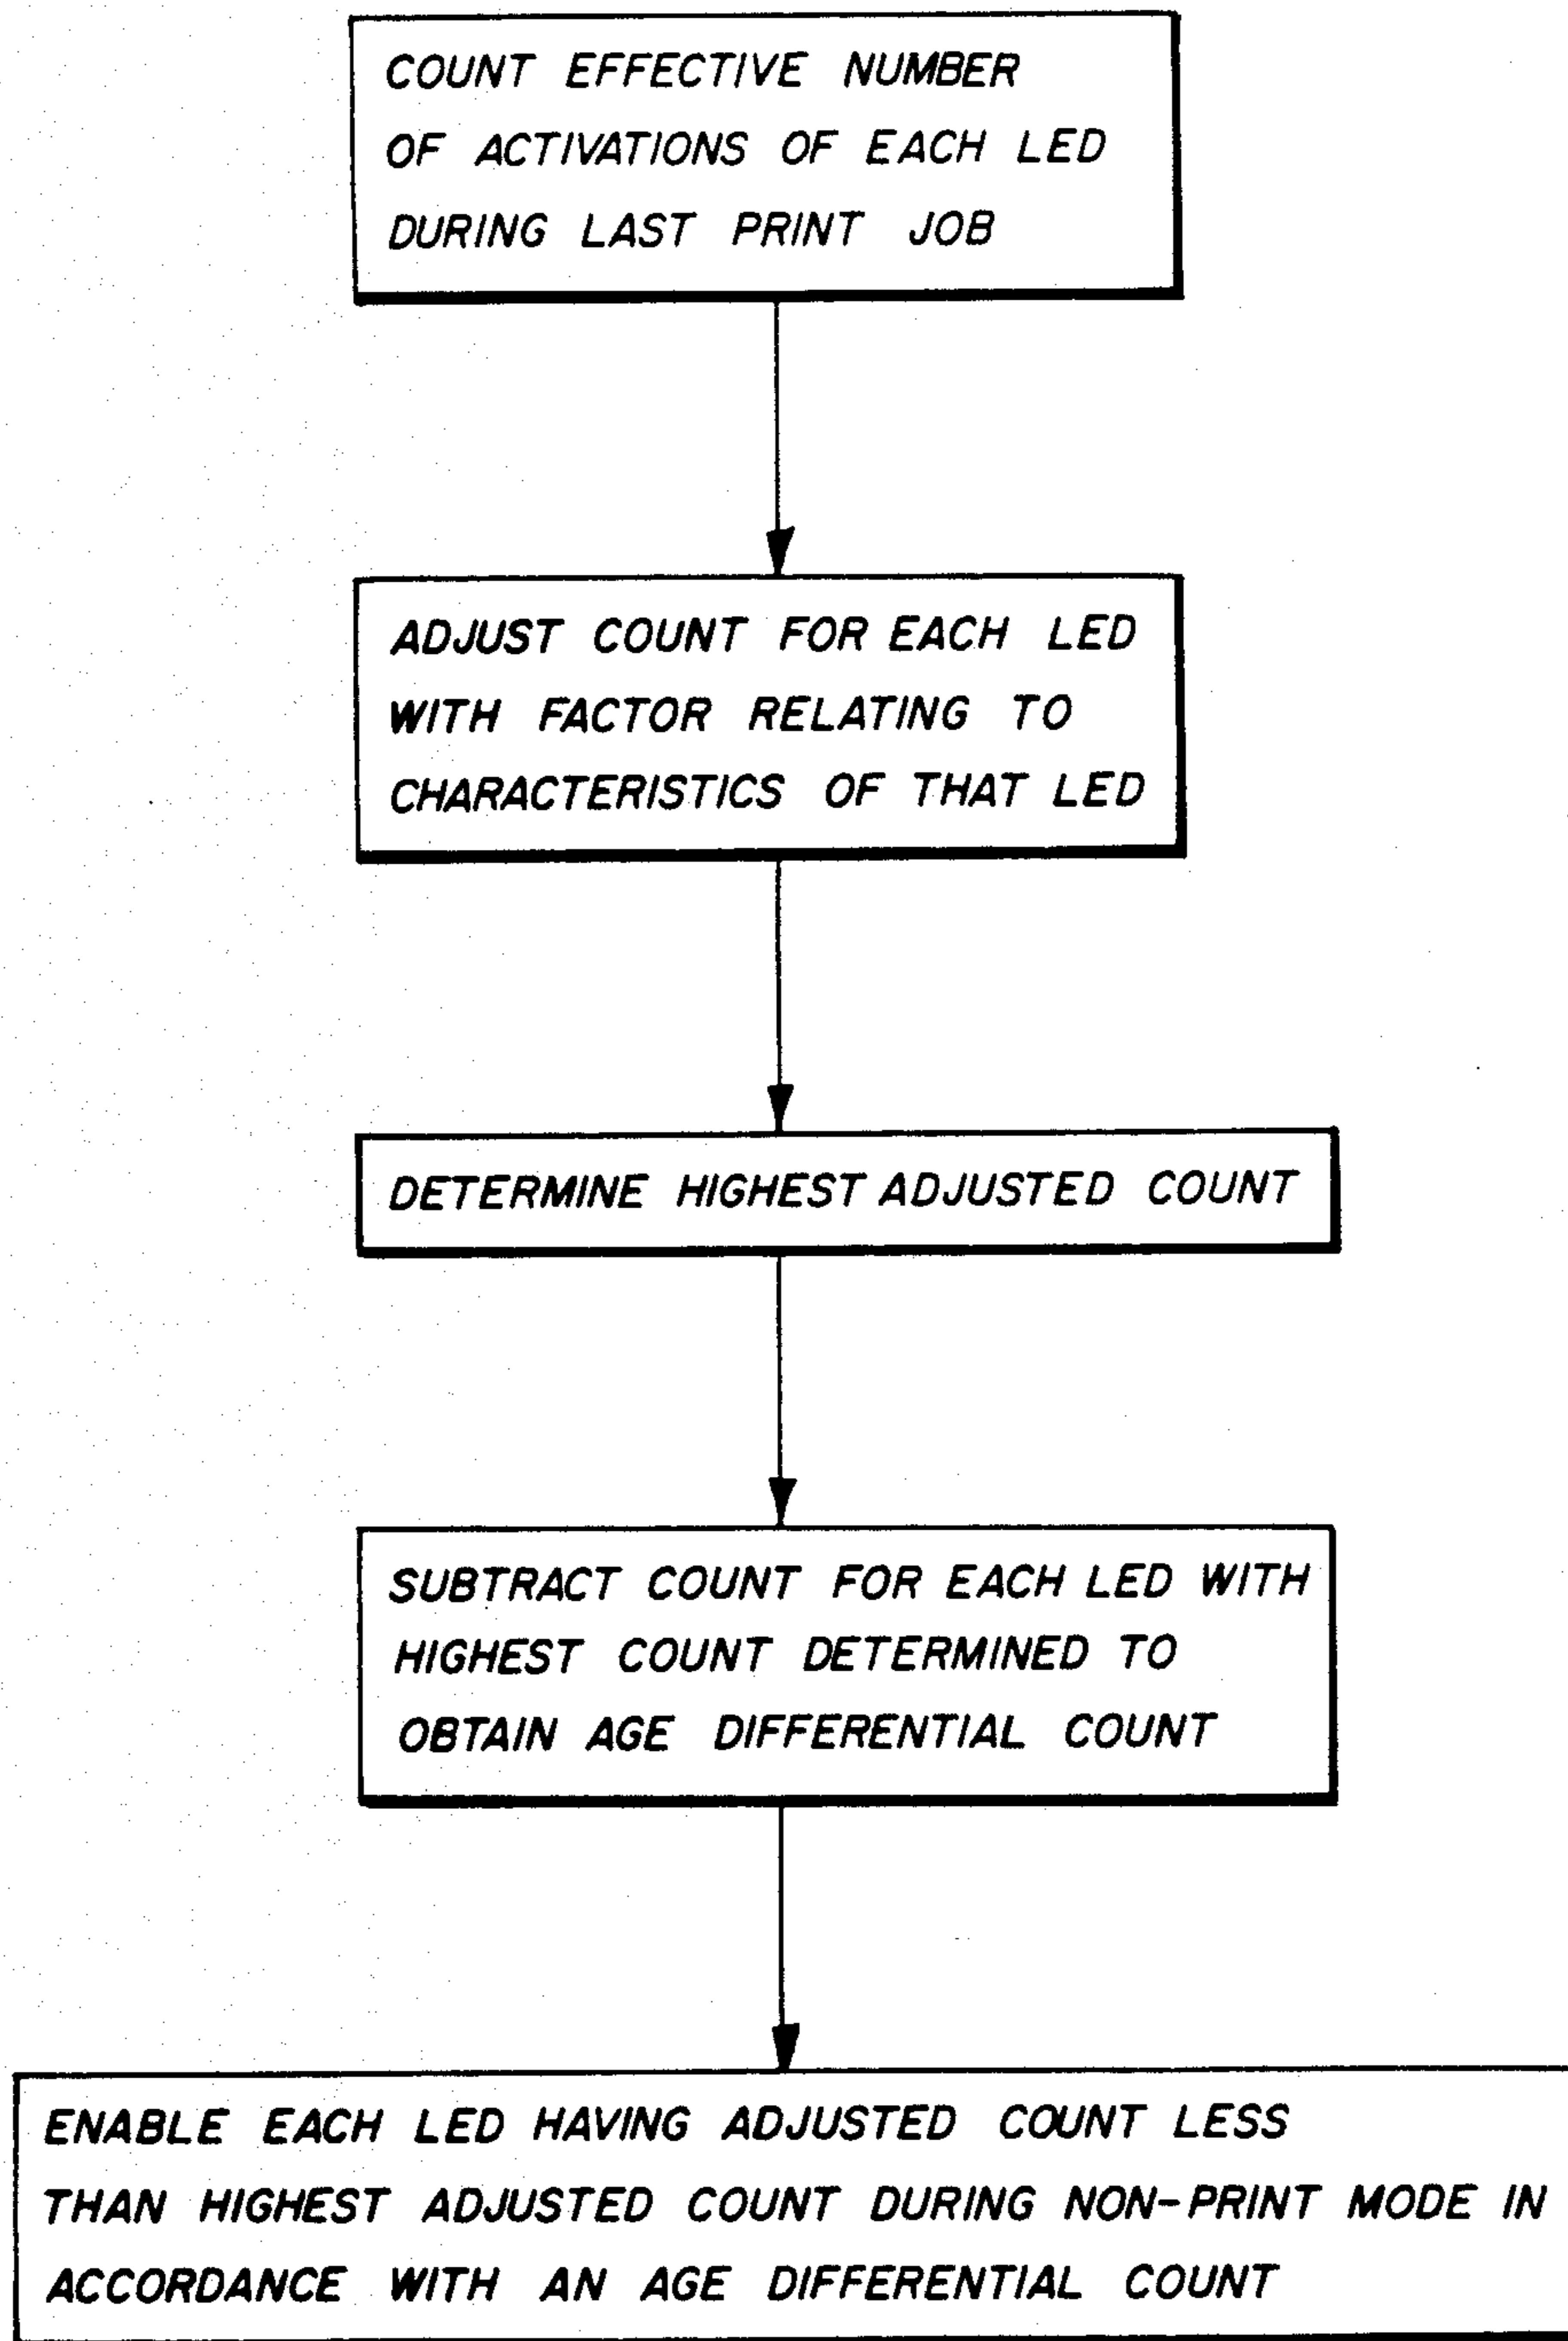 COUNT EFFECTIVE NUMBER
OF ACTIVATIONS OF EACH LED
DURING LAST PRINT JOB
ADJUST COUNT FOR EACH LED
WITH FACTOR RELATING TO
CHARACTERISTICS OF THAT LED
DETERMINE HIGHEST ADJUSTED COUNT
SUBTRACT COUNT FOR EACH LED WITH
HIGHEST COUNT DETERMINED TO
OBTAIN AGE DIFFERENTIAL COUNT
ENABLE EACH LED HAVING ADJUSTED COUNT LESS
THAN HIGHEST ADJUSTED COUNT DURING NON-PRINT MODE IN
ACCORDANCE WITH AN AGE DIFFERENTIAL COUNT